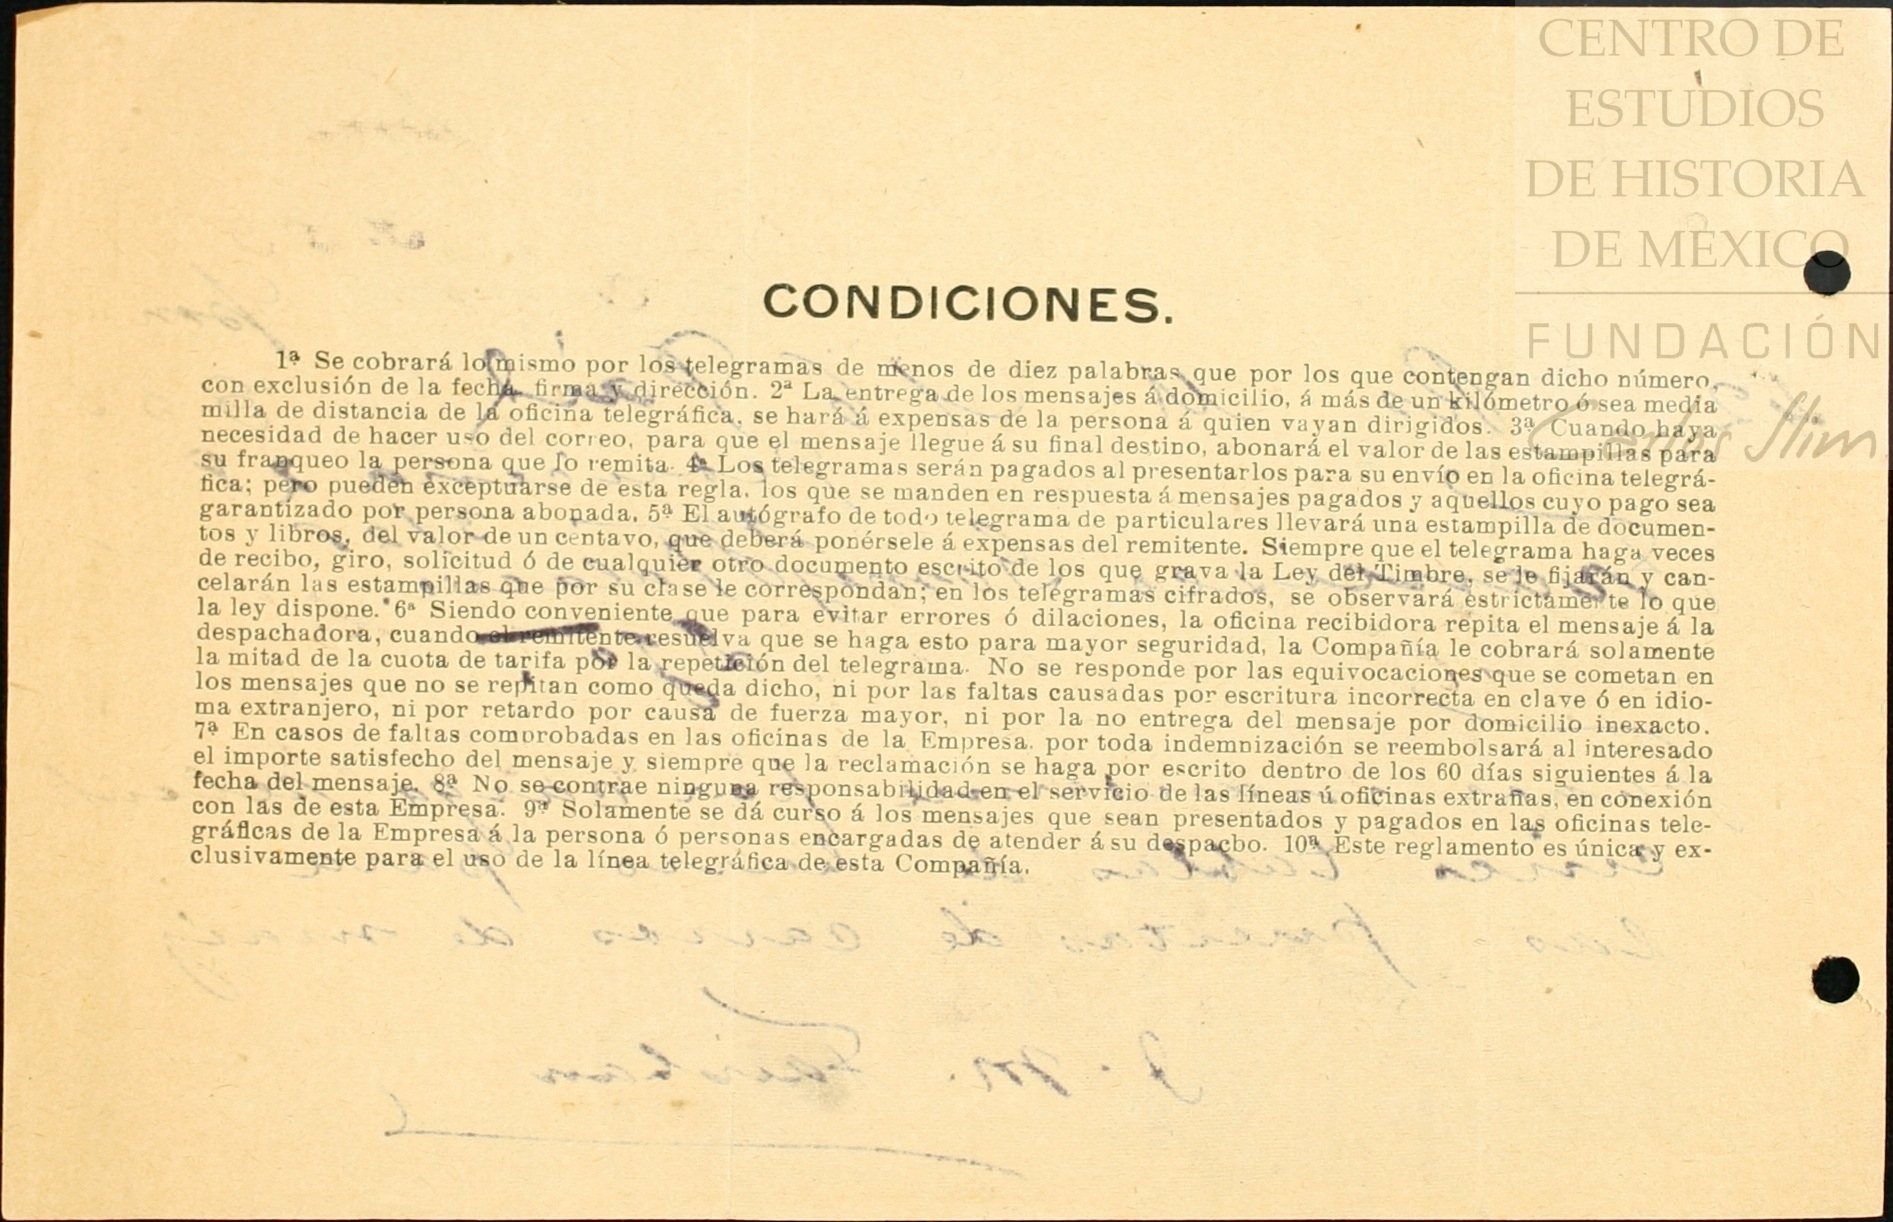 CENTRO DE
ESTUDIOS
DE HISTORIA
DE MÉXICO
FUNDACIÓN
Carlos Slim
CONDICIONES.
1ª Se cobrará lo mismo por los telegramas de menos de diez palabras que por los que contengan dicho número,
con exclusión de la fecha, firma y dirección. 2ª La entrega de los mensajes á domicilio, á más de un kilómetro ó sea media
milla de distancia de la oficina telegráfica, se hará á expensas de la persona á quien vayan dirigidos. 3ª Cuando haya
necesidad de hacer uso del correo, para que el mensaje llegue á su final destino, abonará el valor de las estampillas para
su franqueo la persona que lo remita. 4ª Los telegramas serán pagados al presentarlos para su envío en la oficina telegrá-
fica; pero pueden exceptuarse de esta regla, los que se manden en respuesta á mensajes pagados y aquellos cuyo pago sea
garantizado por persona abonada. 5ª El autógrafo de todo telegrama de particulares llevará una estampilla de documen-
tos y libros, del valor de un centavo, que deberá ponérsele á expensas del remitente. Siempre que el telegrama haga veces
de recibo, giro, solicitud ó de cualquier otro documento escrito de los que grava la Ley del Timbre, se le fijarán y can-
celarán las estampillas que por su clase le correspondan; en los telégramas cifrados, se observará estrictamente lo que
la ley dispone. 6ª Siendo conveniente que para evitar errores ó dilaciones, la oficina recibidora repita el mensaje á la
despachadora, cuando el remitente resuelva que se haga esto para mayor seguridad, la Compañía le cobrará solamente
la mitad de la cuota de tarifa por la repetición del telegrama. No se responde por las equivocaciones que se cometan en
los mensajes que no se repitan como queda dicho, ni por las faltas causadas por escritura incorrecta en clave ó en idio-
ma extranjero, ni por retardo por causa de fuerza mayor, ni por la no entrega del mensaje por domicilio inexacto.
7ª En casos de faltas comprobadas en las oficinas de la Empresa, por toda indemnización se reembolsará al interesado
el importe satisfecho del mensaje y siempre que la reclamación se haga por escrito dentro de los 60 días siguientes á la
fecha del mensaje. 8ª No se contrae ninguna responsabilidad en el servicio de las líneas ú oficinas extrañas, en conexión
con las de esta Empresa. 9ª Solamente se dá curso á los mensajes que sean presentados y pagados en las oficinas tele-
gráficas de la Empresa á la persona ó personas encargadas de atender á su despacbo. 10ª Este reglamento es única y ex-
clusivamente para el uso de la línea telegráfica de esta Compañía.